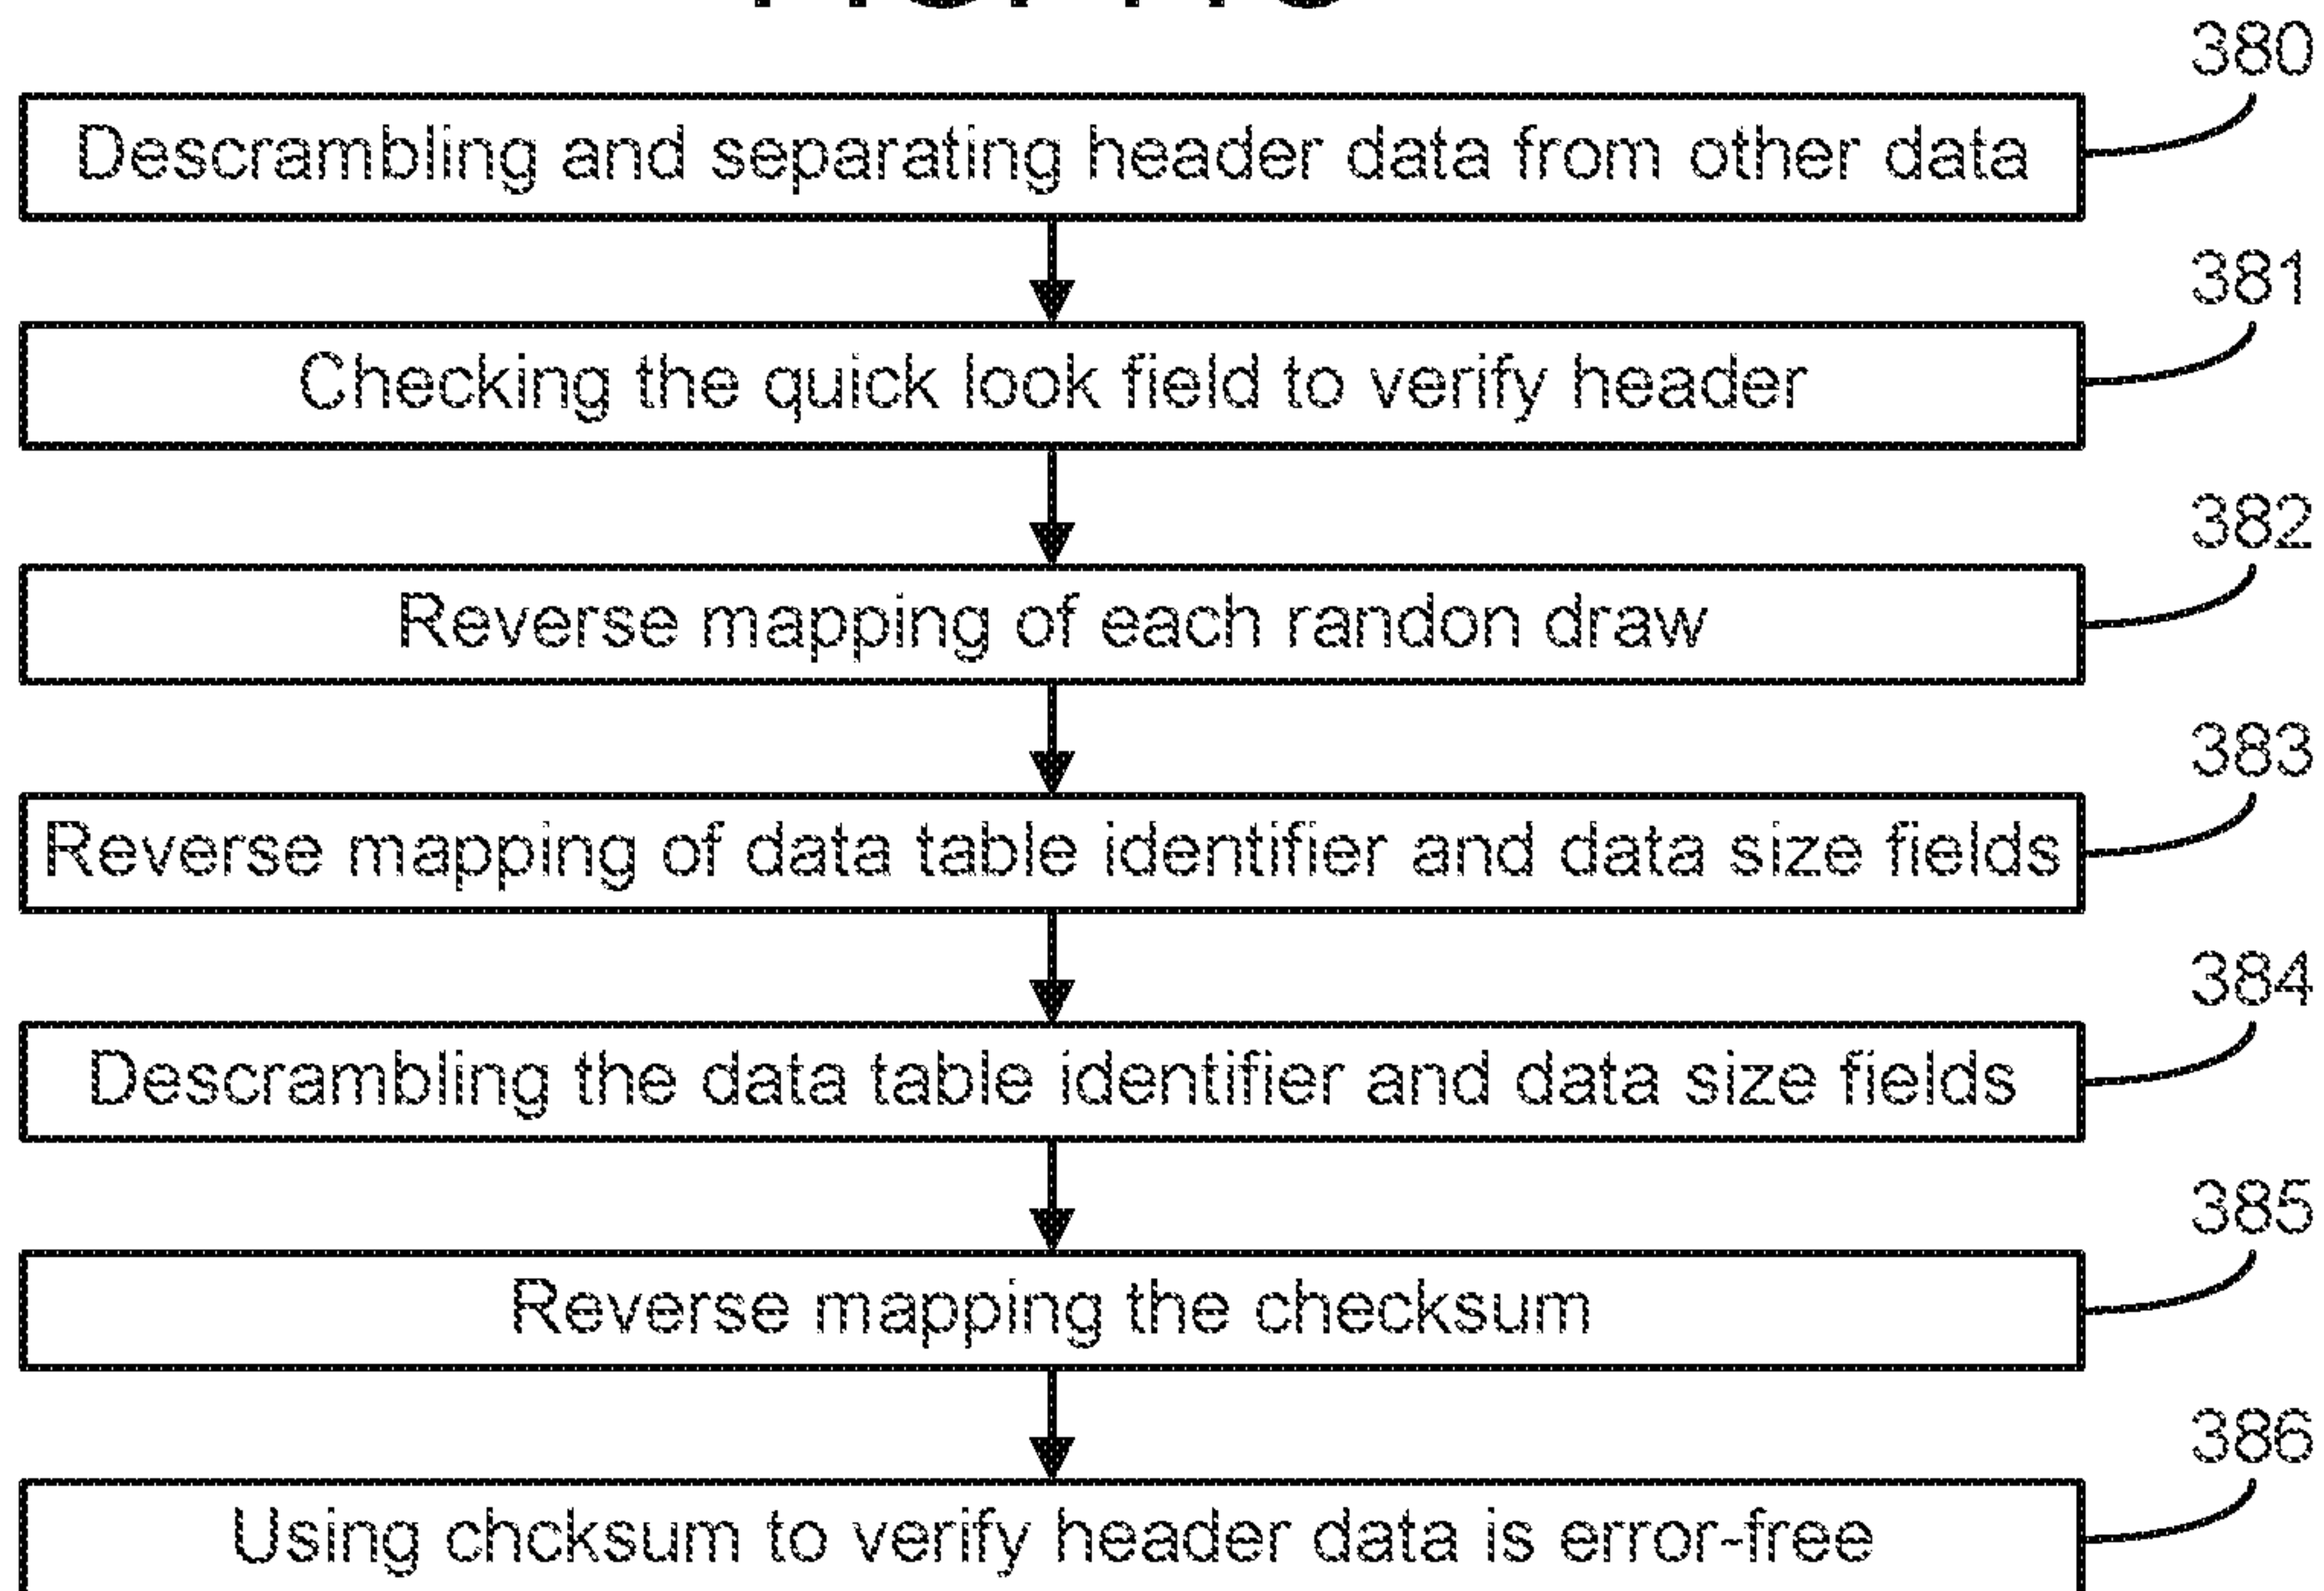 380
Descrambling and separating header data from other data
381
Checking the quick look field to verify header
382
Reverse mapping of each randon draw
383
Reverse mapping of data table identifier and data size fields
384
Descrambling the data table identifier and data size fields
385
Reverse mapping the checksum
386
Using chcksum to verify header data is error-free